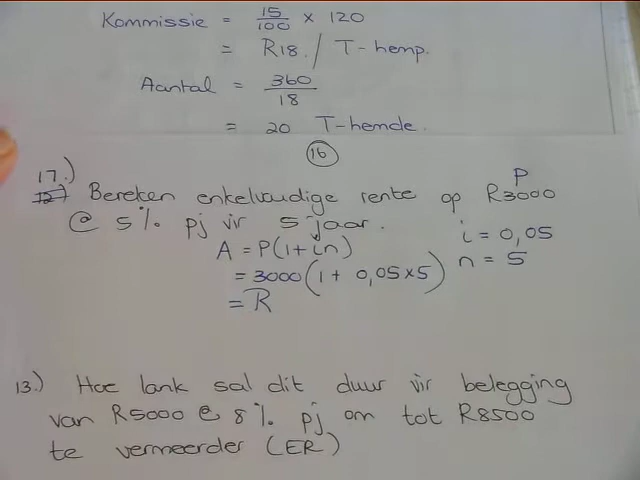 Kommissie = 15/100 × 120
= R18. / T-hemp.
Aantal = 360/18
= 20 T-hemde.
16
17.)
12) Bereken enkelvoudige rente op R3000 P
@ 5% pj vir 5 jaar.
i = 0,05
A = P(1+in)
n = 5
= 3000(1 + 0,05×5)
= R
13.) Hoe lank sal dit duur vir belegging
van R5000 @ 8% pj om tot R8500
te vermeerder (ER)